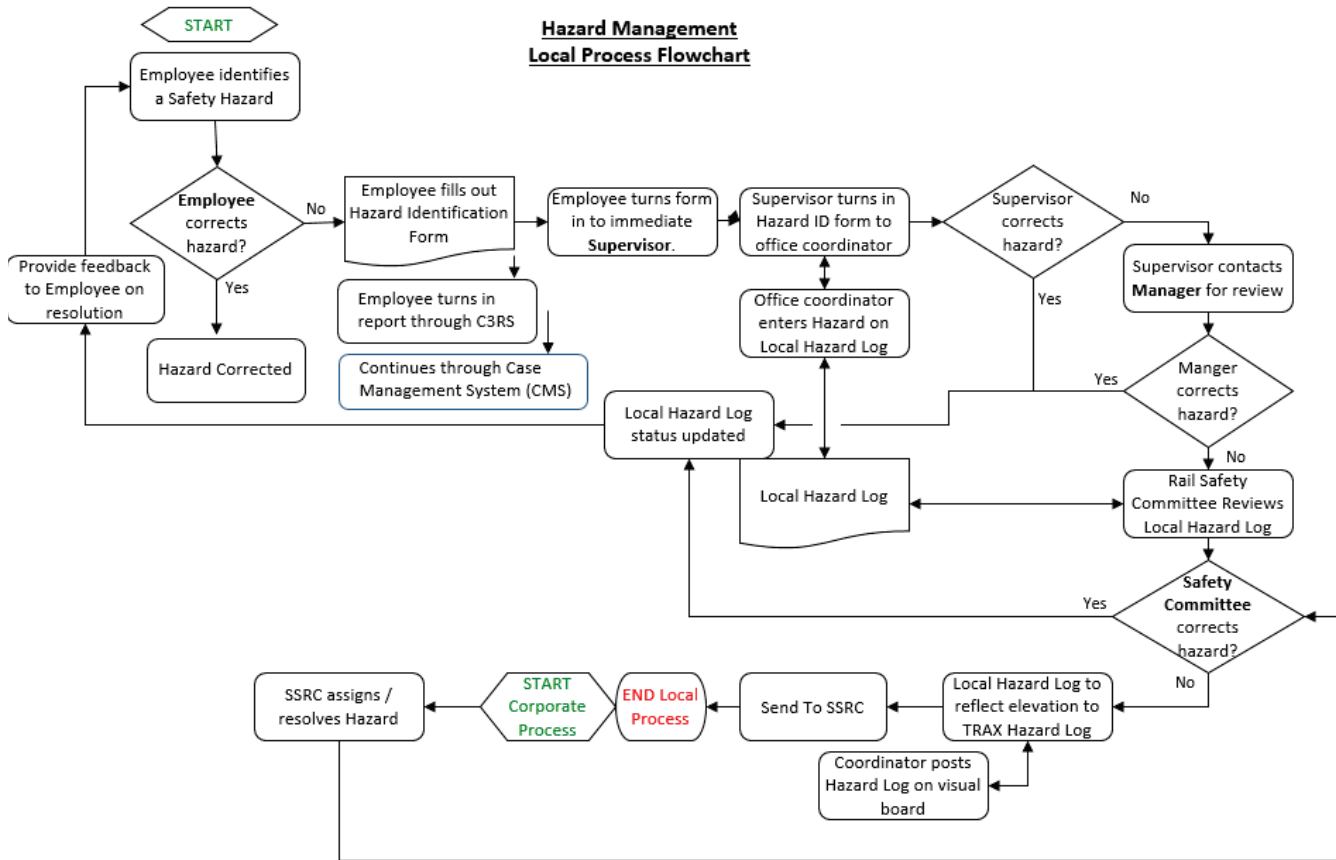 START
Hazard Management
Local Process Flowchart
Employee identifies
a Safety Hazard
Employee
corrects
hazard?
No
Yes
Hazard Corrected
Employee fills out
Hazard Identification
Form
Employee turns in
report through C3RS
Continues through Case
Management System (CMS)
Employee turns form
in to immediate
Supervisor.
Supervisor turns in
Hazard ID form to
office coordinator
Office coordinator
enters Hazard on
Local Hazard Log
Supervisor
corrects
hazard?
No
Yes
Supervisor contacts
Manager for review
Manger
corrects
hazard?
Yes
No
Provide feedback
to Employee on
resolution
Local Hazard Log
status updated
Local Hazard Log
Rail Safety
Committee Reviews
Local Hazard Log
Safety
Committee
corrects
hazard?
Yes
No
Local Hazard Log to
reflect elevation to
TRAX Hazard Log
Coordinator posts
Hazard Log on visual
board
Send To SSRC
END Local
Process
START
Corporate
Process
SSRC assigns /
resolves Hazard